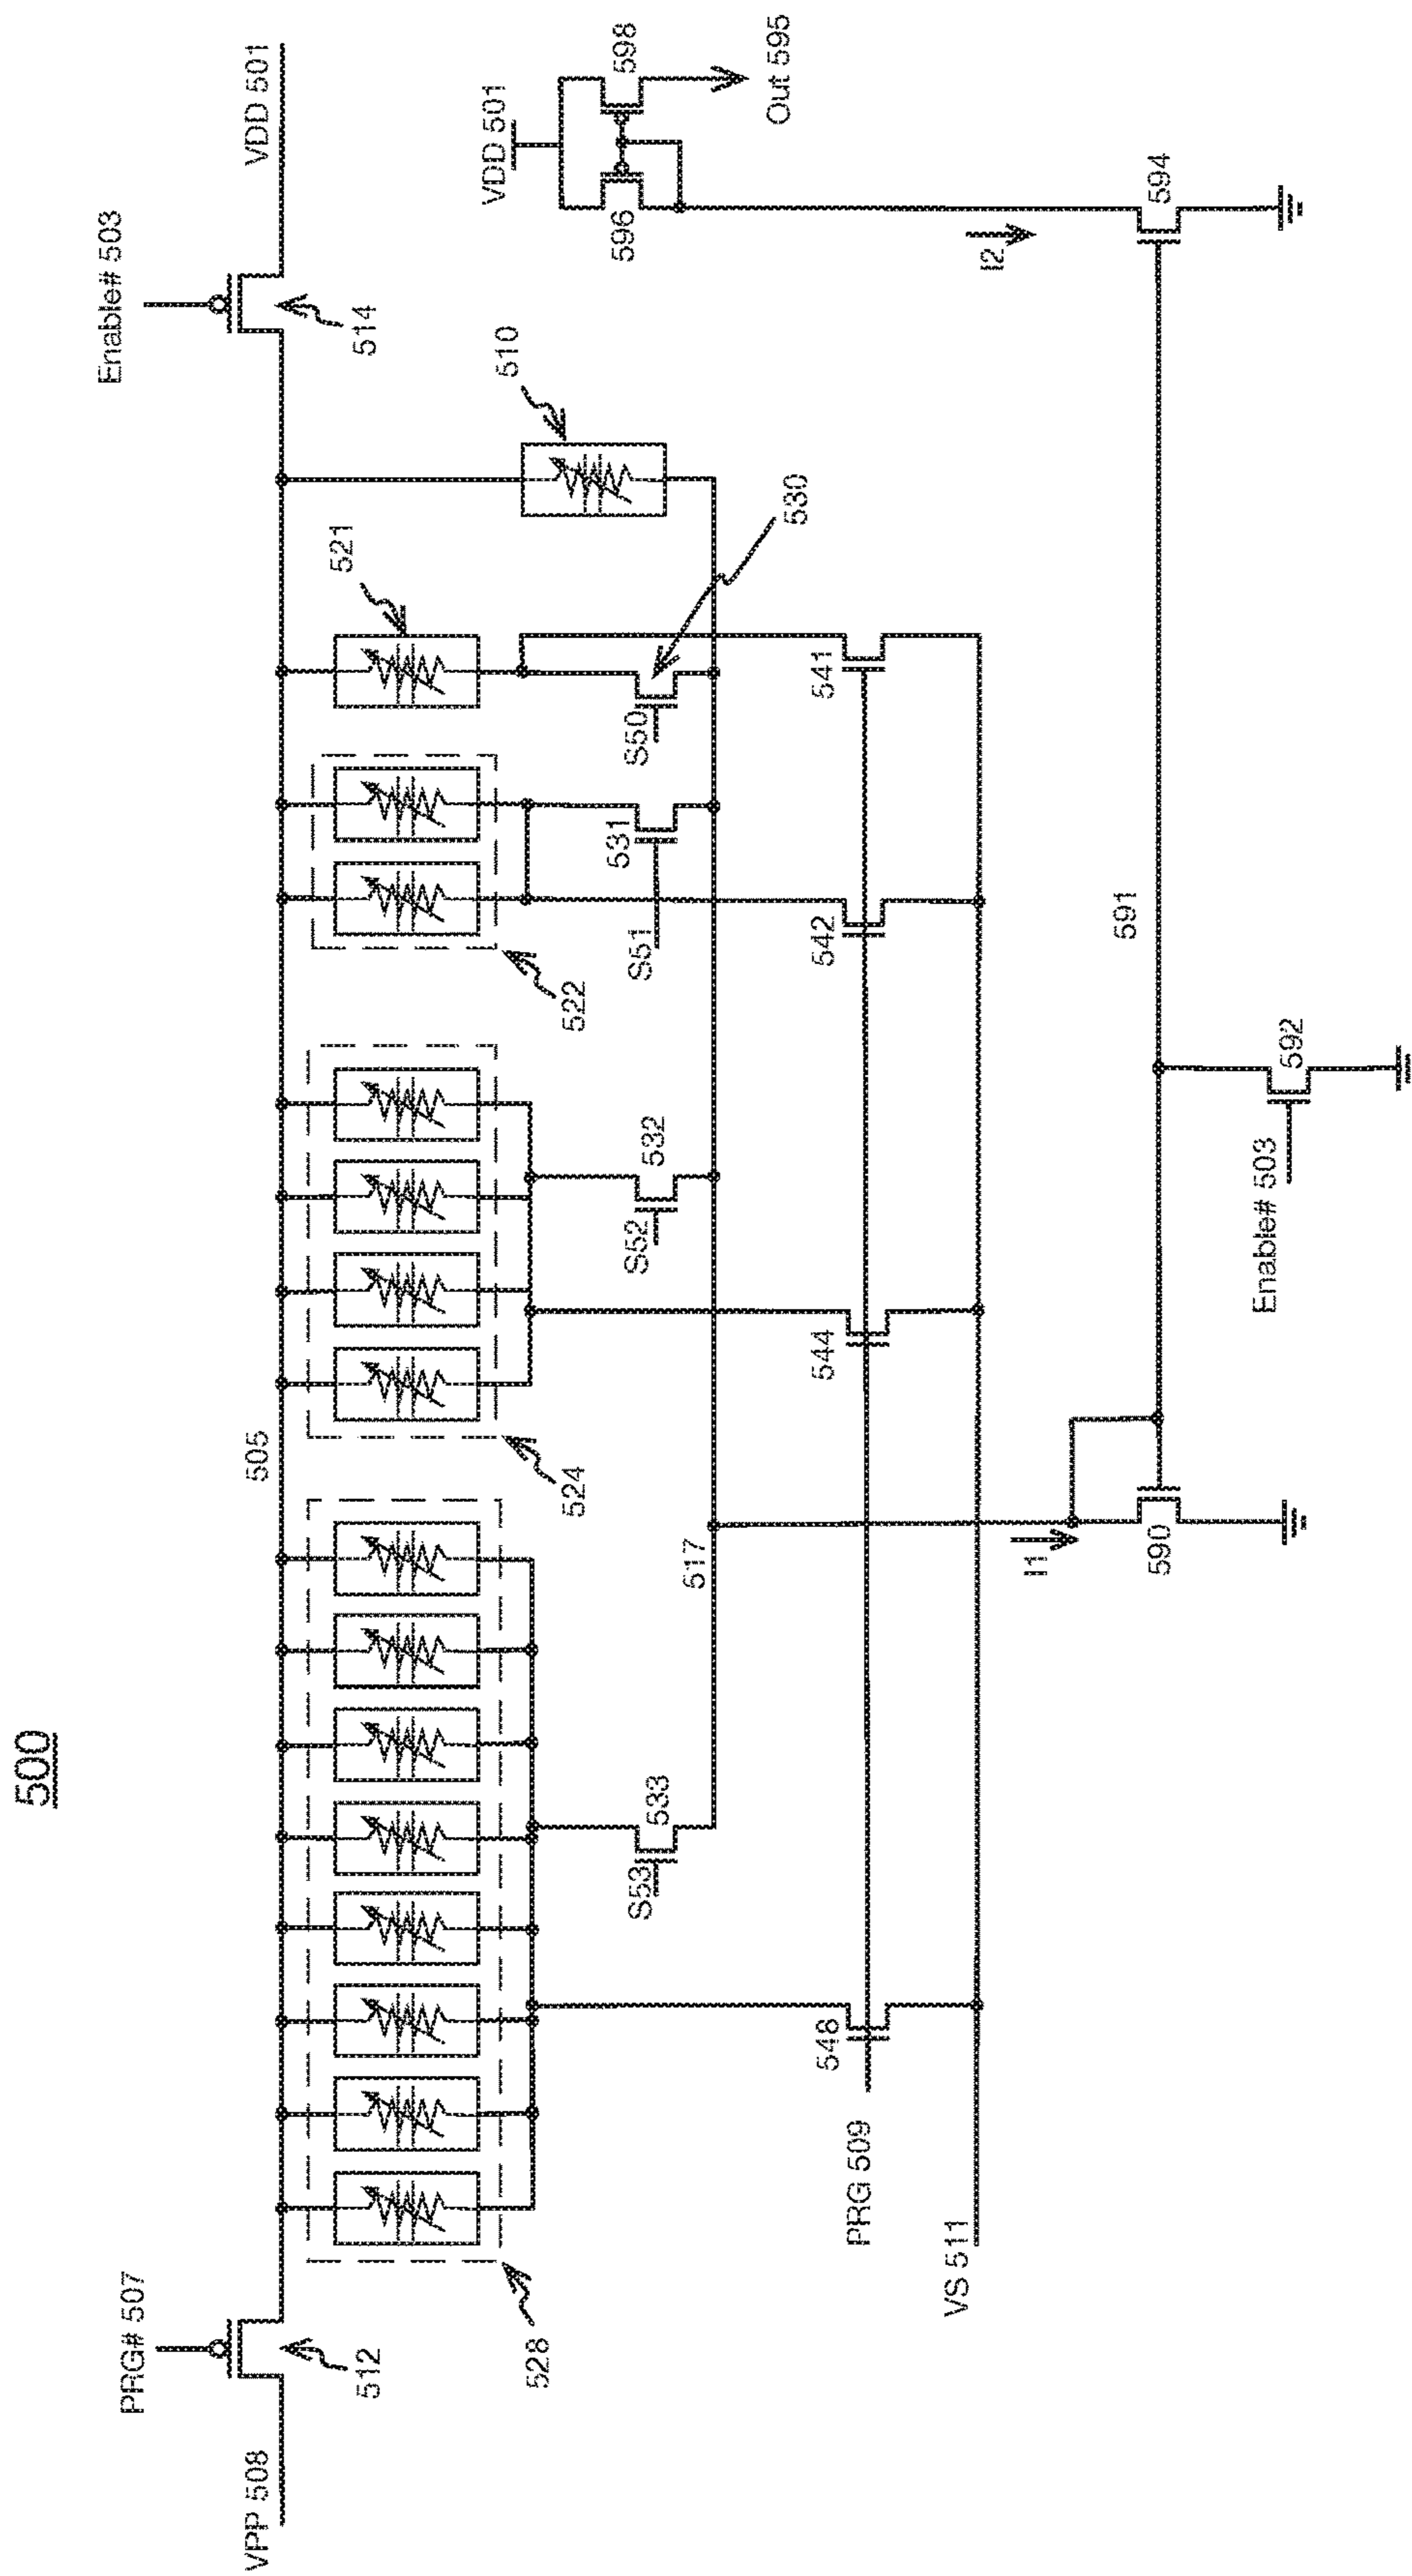 500
VPP 508
PRG# 507
512
505
Enable# 503
514
VDD 501
528
524
522
521
510
530
S53
533
S52
532
S51
531
S50
517
548
544
542
541
PRG 509
VS 511
VDD 501
596
598
Out 595
I1
590
591
Enable# 503
592
I2
594